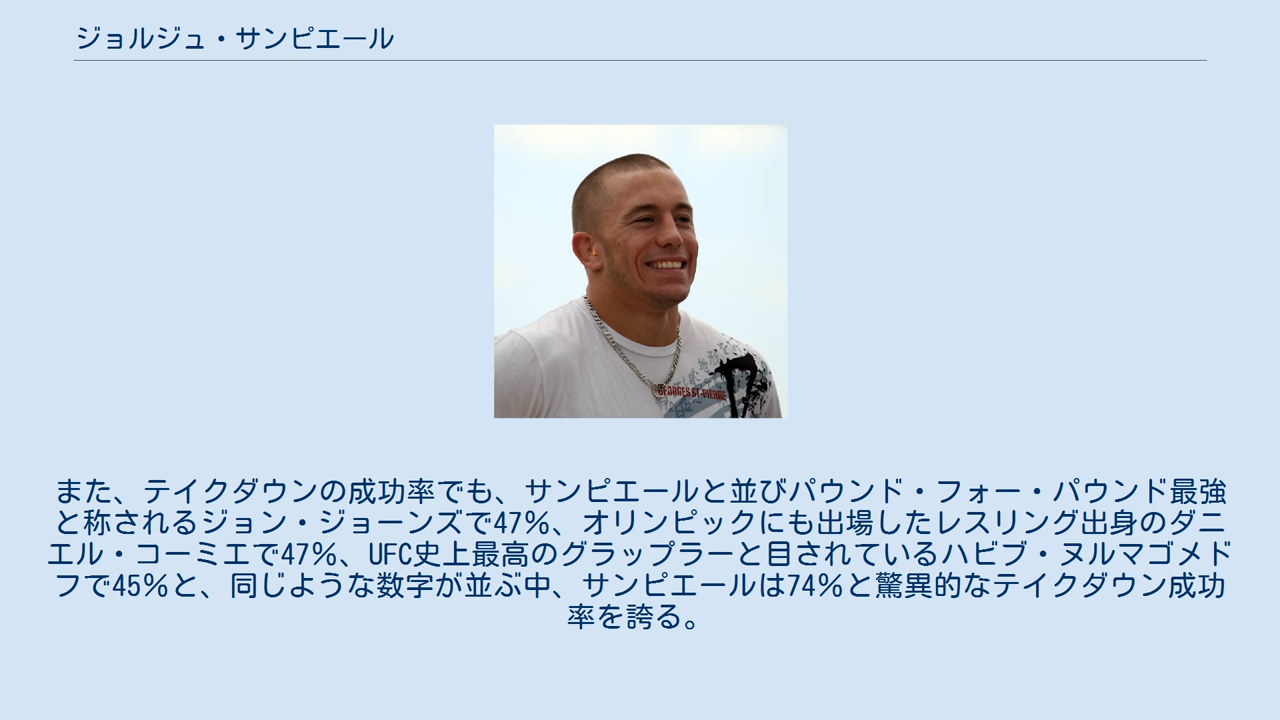 ジョルジュ・サンピエール
GEORGES ST-PIERRE
また、テイクダウンの成功率でも、サンピエールと並びパウンド・フォー・パウンド最強
と称されるジョン・ジョーンズで47%、オリンピックにも出場したレスリング出身のダニ
エル・コーミエで47%、UFC史上最高のグラップラーと目されているハビブ・ヌルマゴメド
フで45%と、同じような数字が並ぶ中、サンピエールは74%と驚異的なテイクダウン成功
率を誇る。